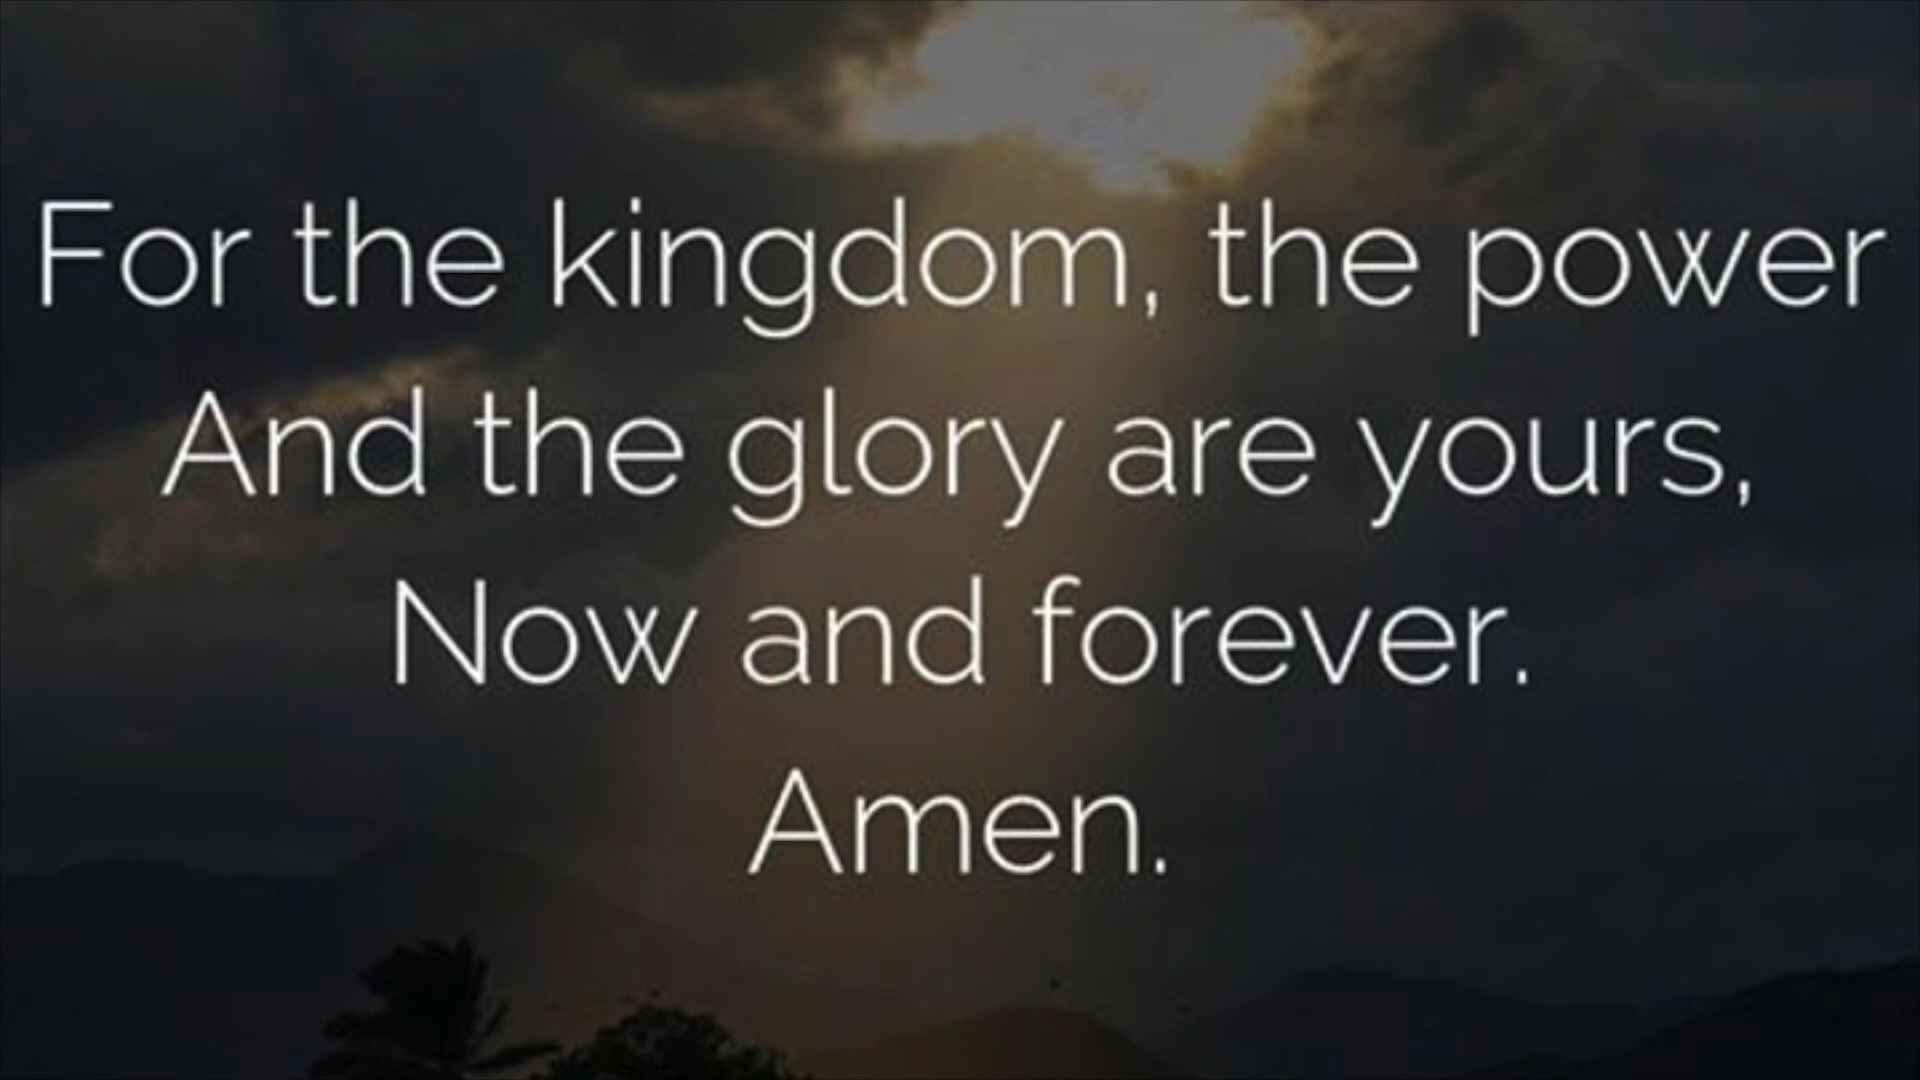 For the kingdom, the power
And the glory are yours,
Now and forever.
Amen.